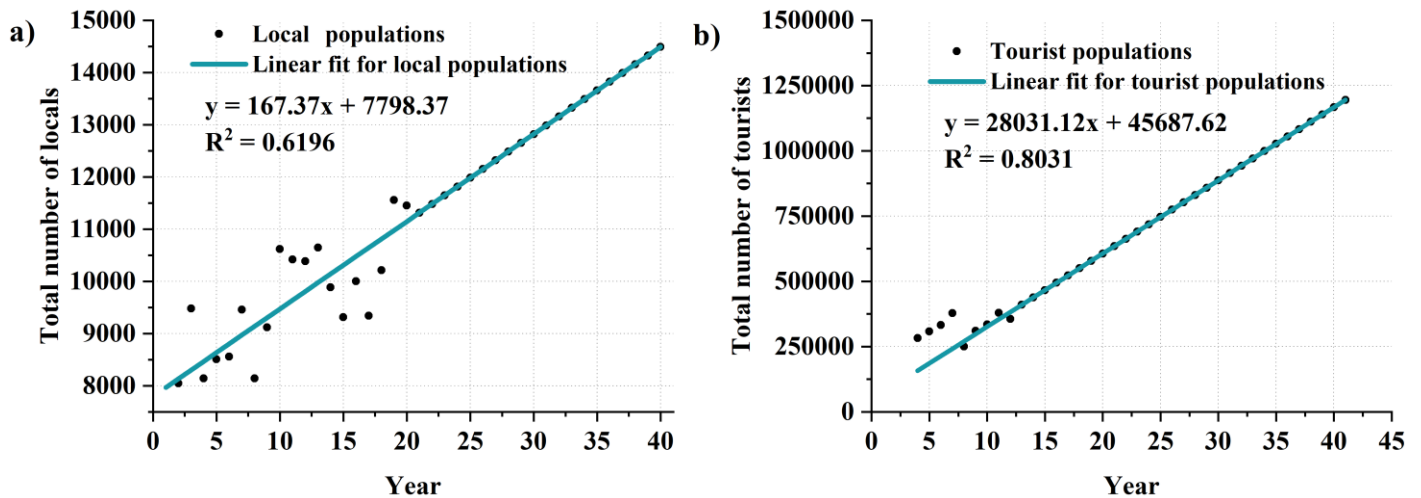 a)
Local populations
Linear fit for local populations
y = 167.37x + 7798.37
R² = 0.6196
Total number of locals
15000
14000
13000
12000
11000
10000
9000
8000
0 5 10 15 20 25 30 35 40
Year
b)
Tourist populations
Linear fit for tourist populations
y = 28031.12x + 45687.62
R² = 0.8031
Total number of tourists
1500000
1250000
1000000
750000
500000
250000
0
0 5 10 15 20 25 30 35 40 45
Year